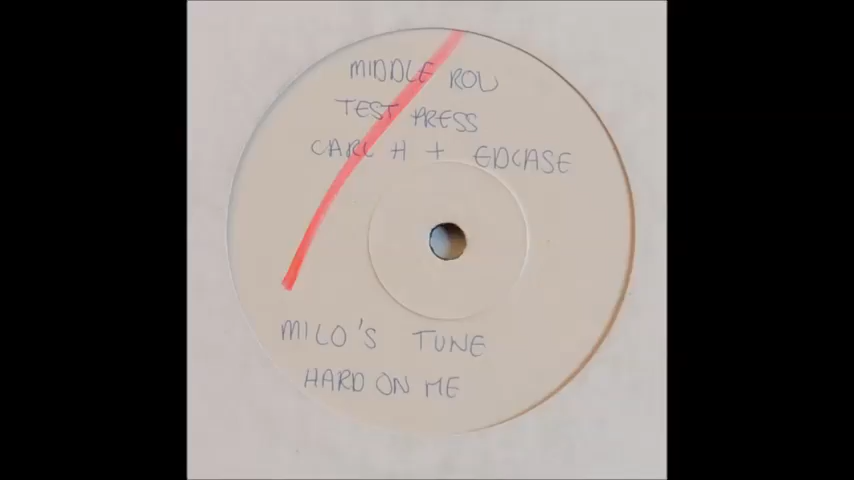 MIDDLE ROW
TEST PRESS
CARL H + EDCASE
MILO'S TUNE
HARD ON ME